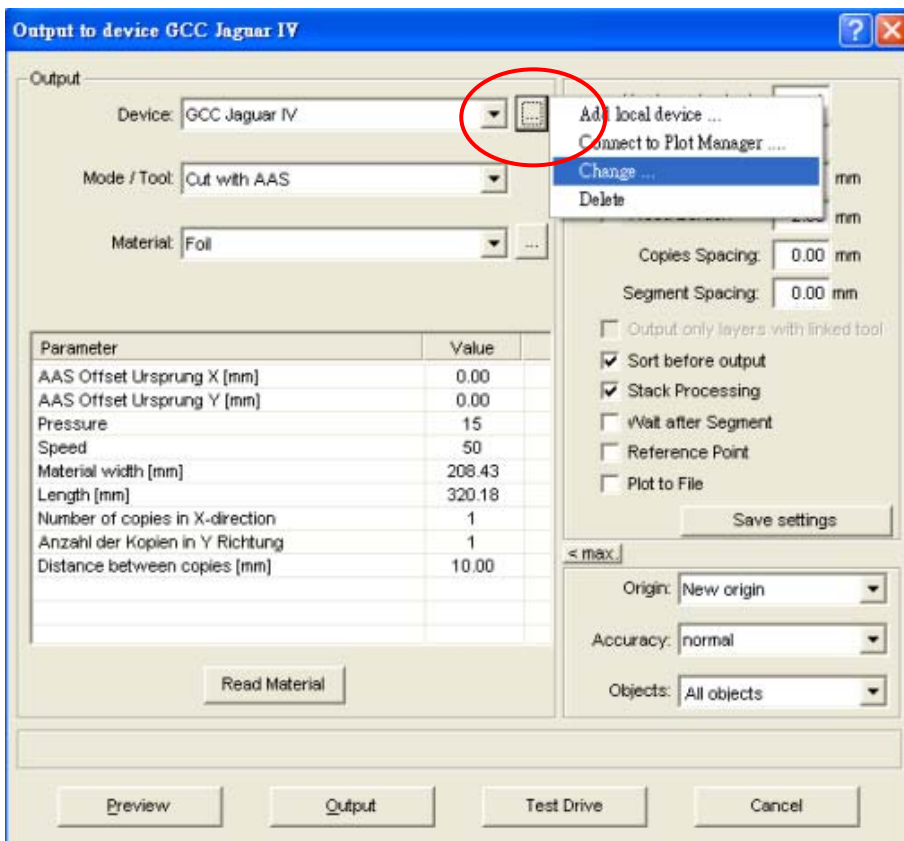 Output to device GCC Jaguar IV
Output
Device: GCC Jaguar IV
Add local device ...
Connect to Plot Manager ....
Change ...
Delete
Mode / Tool: Cut with AAS
mm
mm
Material: Foil
...
Copies Spacing: 0.00 mm
Segment Spacing: 0.00 mm
Output only layers with linked tool
Sort before output
Stack Processing
Wait after Segment
Reference Point
Plot to File
Save settings
Parameter Value
AAS Offset Ursprung X [mm] 0.00
AAS Offset Ursprung Y [mm] 0.00
Pressure 15
Speed 50
Material width [mm] 208.43
Length [mm] 320.18
Number of copies in X-direction 1
Anzahl der Kopien in Y Richtung 1
Distance between copies [mm] 10.00
Read Material
< max.
Origin: New origin
Accuracy: normal
Objects: All objects
Preview
Output
Test Drive
Cancel